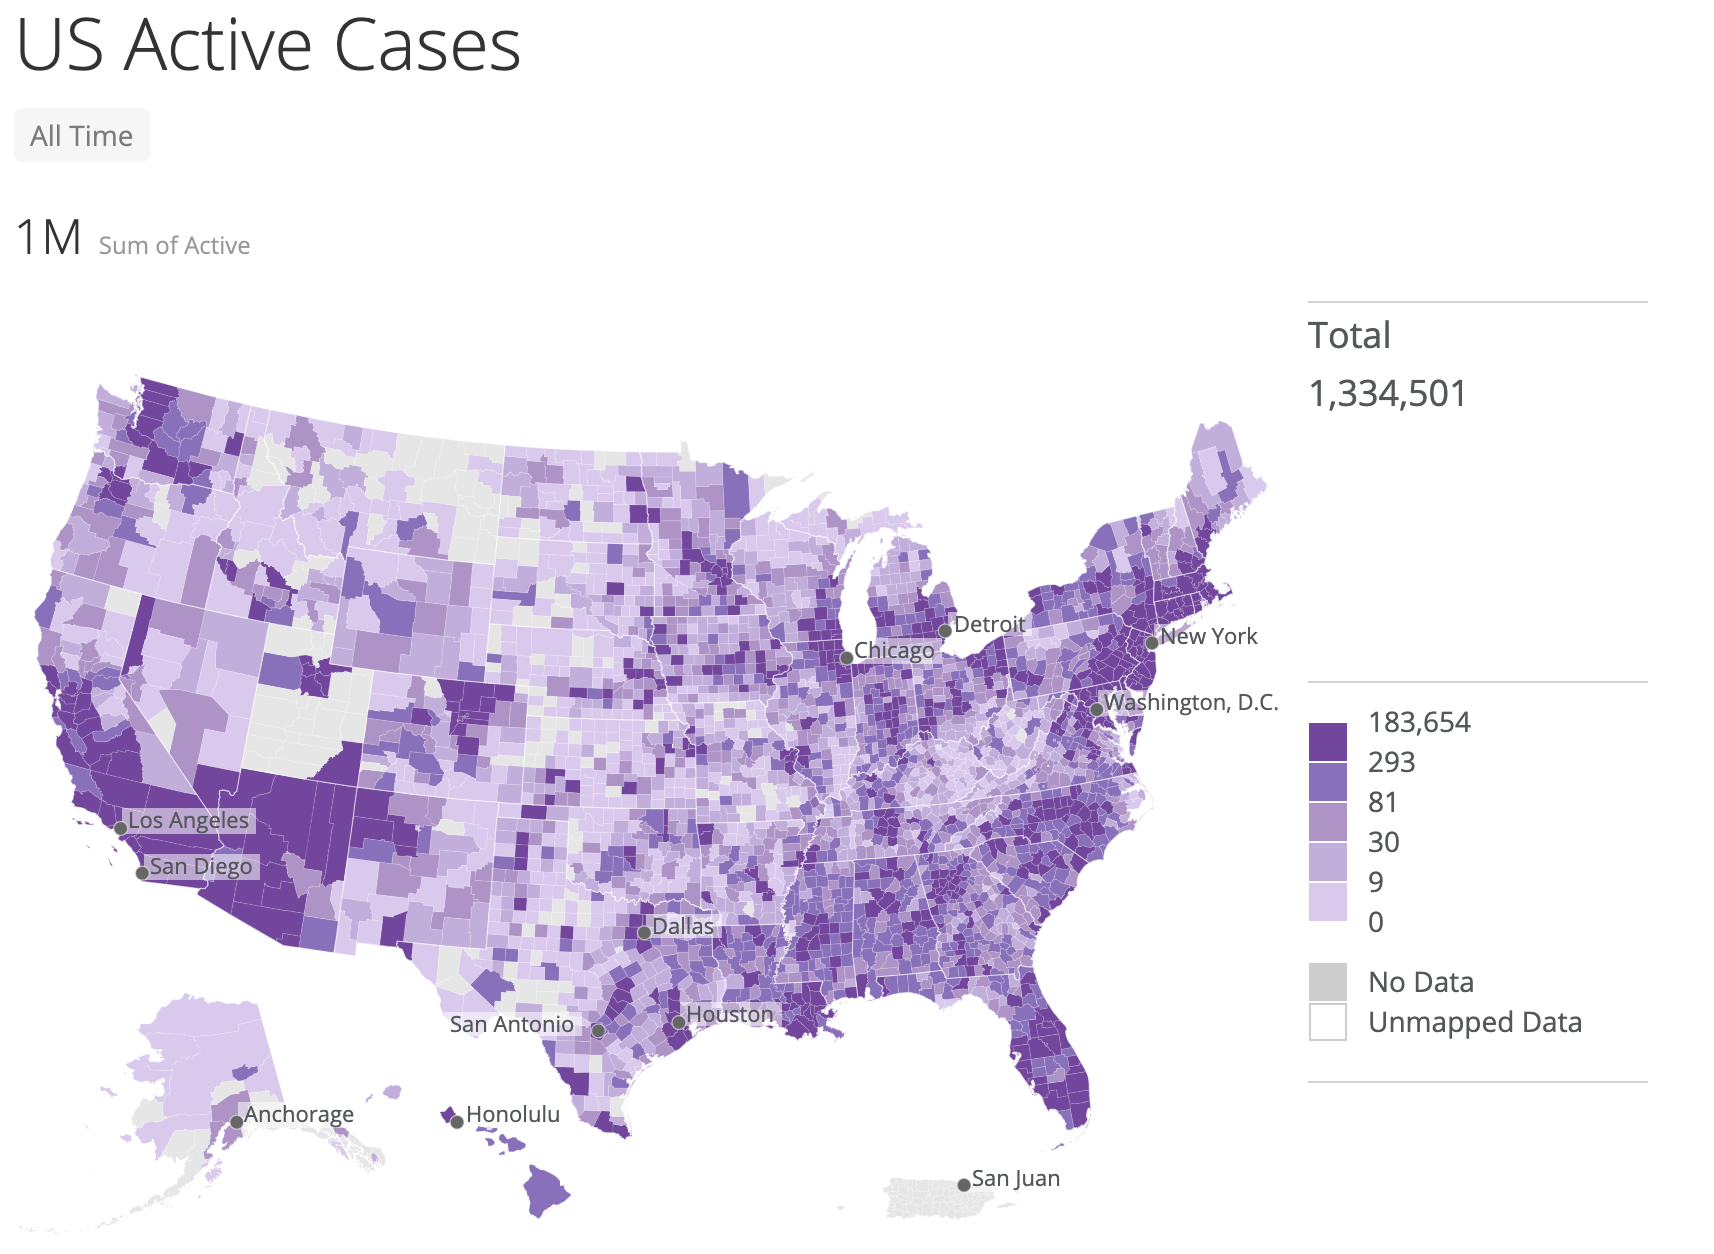 US Active Cases
All Time
1M Sum of Active
Total
1,334,501
Detroit
Chicago
New York
Washington, D.C.
183,654
293
81
30
9
0
Los Angeles
San Diego
Dallas
No Data
San Antonio
Houston
Unmapped Data
Anchorage
Honolulu
San Juan